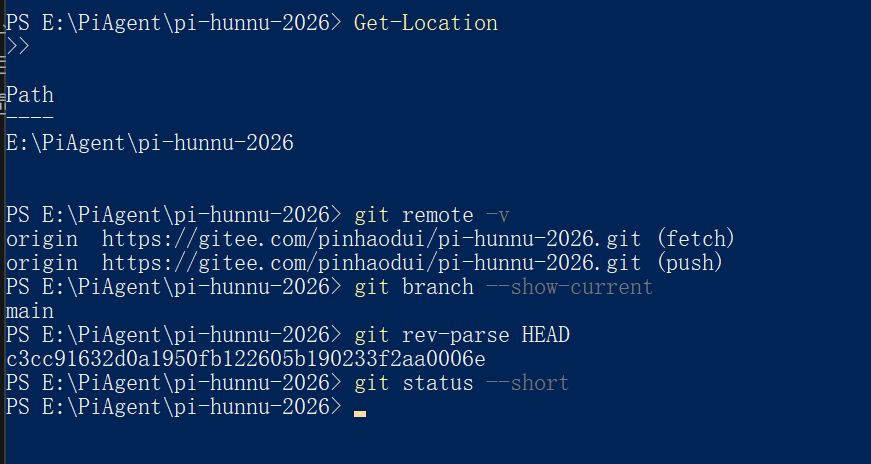 PS E:\PiAgent\pi-hunnu-2026> Get-Location
>>
Path
----
E:\PiAgent\pi-hunnu-2026
PS E:\PiAgent\pi-hunnu-2026> git remote -v
origin  https://gitee.com/pinhaodui/pi-hunnu-2026.git (fetch)
origin  https://gitee.com/pinhaodui/pi-hunnu-2026.git (push)
PS E:\PiAgent\pi-hunnu-2026> git branch --show-current
main
PS E:\PiAgent\pi-hunnu-2026> git rev-parse HEAD
c3cc91632d0a1950fb122605b190233f2aa0006e
PS E:\PiAgent\pi-hunnu-2026> git status --short
PS E:\PiAgent\pi-hunnu-2026>